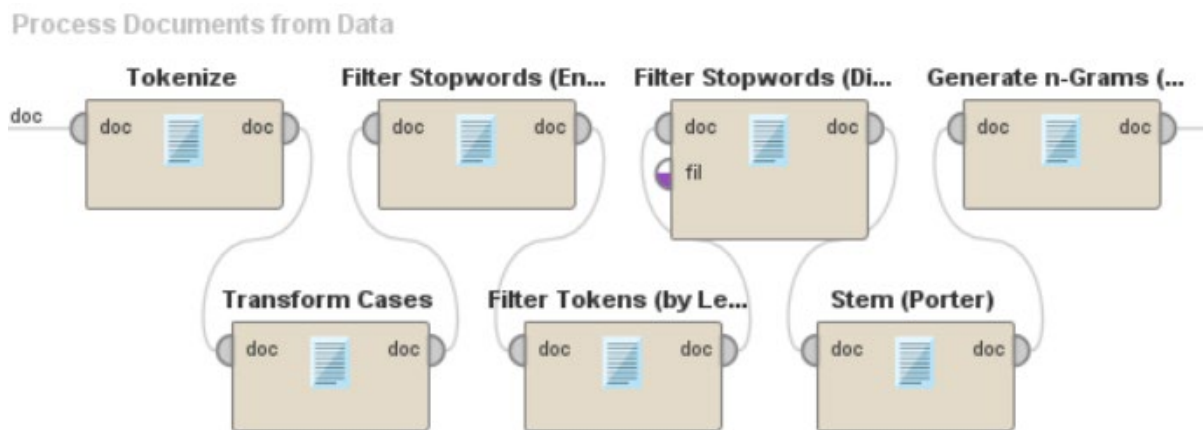 Process Documents from Data
Tokenize
Filter Stopwords (En...
Filter Stopwords (Di...
Generate n-Grams (...
doc
doc doc
doc doc
doc doc
fil
doc doc
Transform Cases
Filter Tokens (by Le...
Stem (Porter)
doc doc
doc doc
doc doc